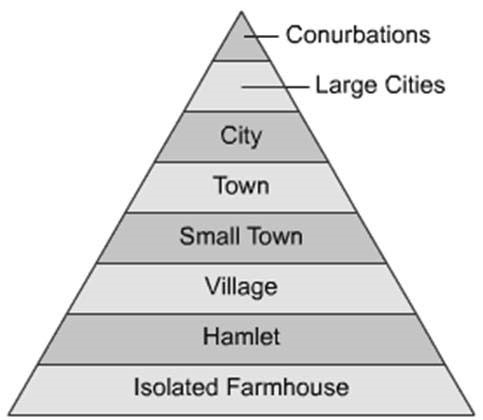 Conurbations
Large Cities
City
Town
Small Town
Village
Hamlet
Isolated Farmhouse